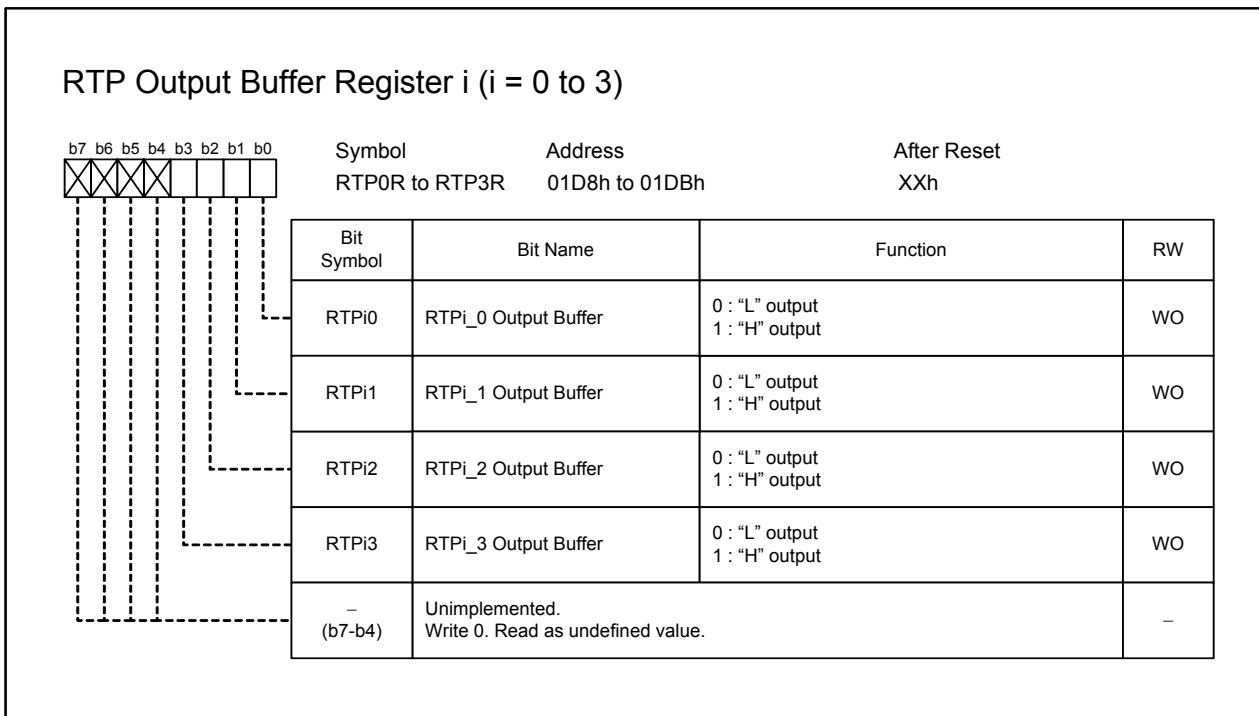 RTP Output Buffer Register i (i = 0 to 3)
b7 b6 b5 b4 b3 b2 b1 b0
Symbol Address After Reset
RTP0R to RTP3R 01D8h to 01DBh XXh
Bit Symbol Bit Name Function RW
RTPi0 RTPi_0 Output Buffer 0 : “L” output WO
1 : “H” output
RTPi1 RTPi_1 Output Buffer 0 : “L” output WO
1 : “H” output
RTPi2 RTPi_2 Output Buffer 0 : “L” output WO
1 : “H” output
RTPi3 RTPi_3 Output Buffer 0 : “L” output WO
1 : “H” output
– (b7-b4) Unimplemented. –
Write 0. Read as undefined value.